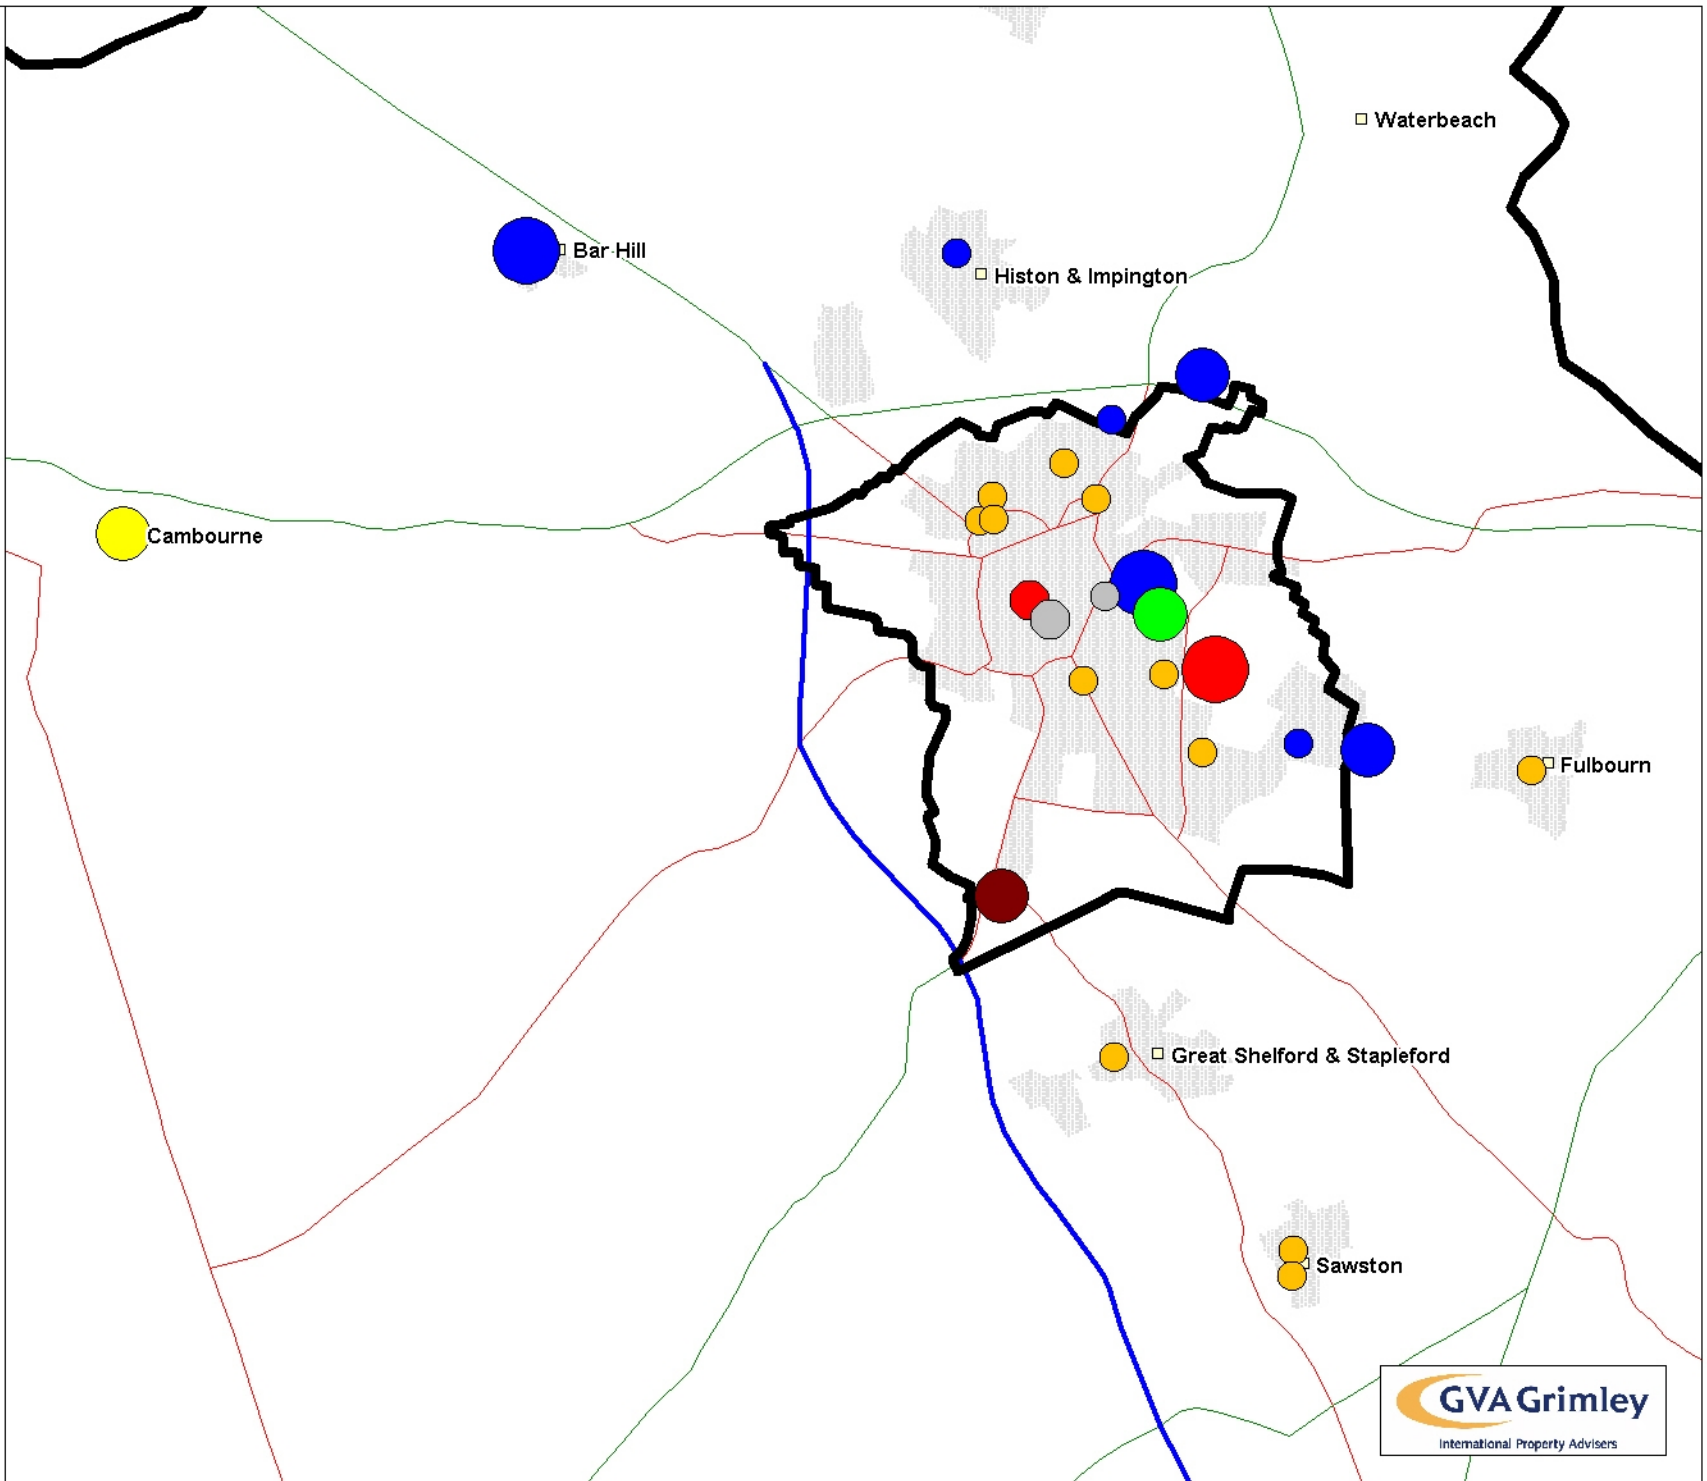 Waterbeach
Bar Hill
Histon & Impington
Cambourne
Fulbourn
Great Shelford & Stapleford
Sawston
GVA Grimley
International Property Advisers